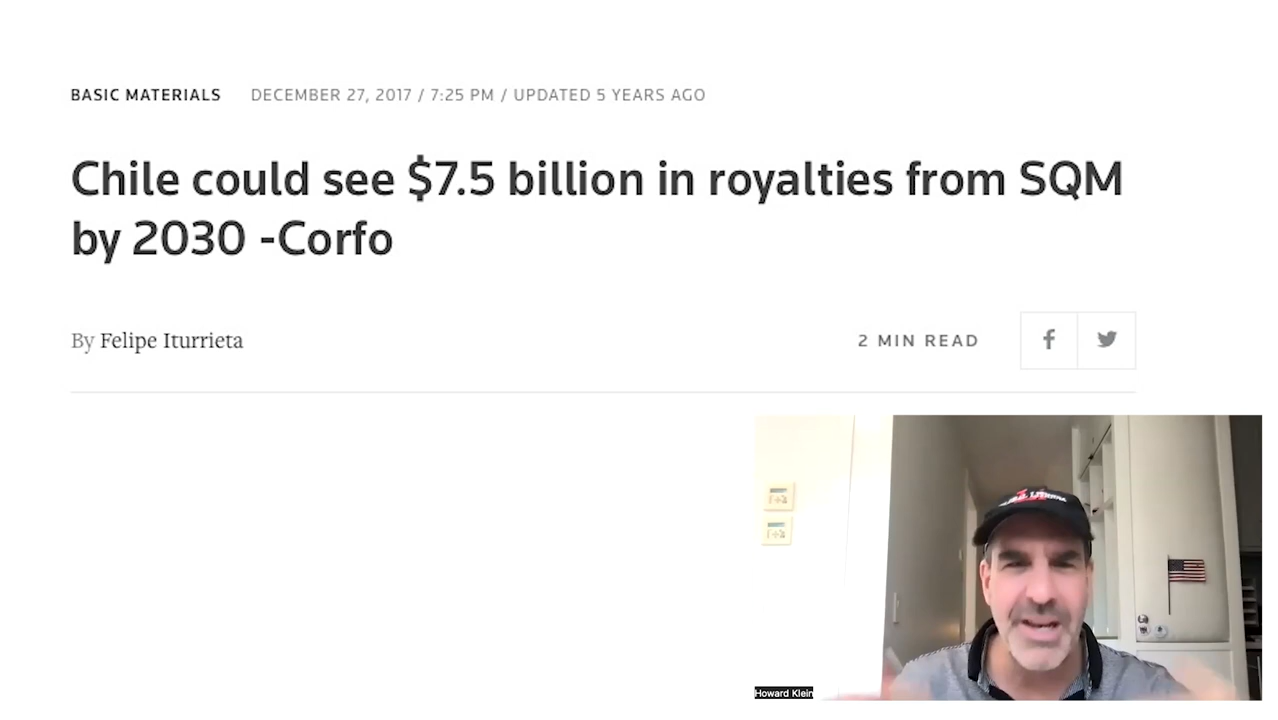 BASIC MATERIALS DECEMBER 27, 2017 / 7:25 PM / UPDATED 5 YEARS AGO
Chile could see $7.5 billion in royalties from SQM
by 2030 -Corfo
By Felipe Iturrieta 2 MIN READ
Howard Klein